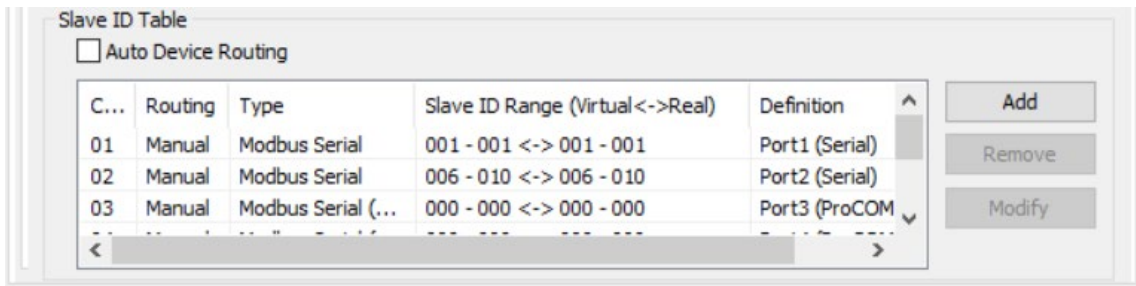 Slave ID Table
Auto Device Routing
C... Routing Type Slave ID Range (Virtual<->Real) Definition
01 Manual Modbus Serial 001 - 001 <-> 001 - 001 Port1 (Serial)
02 Manual Modbus Serial 006 - 010 <-> 006 - 010 Port2 (Serial)
03 Manual Modbus Serial (... 000 - 000 <-> 000 - 000 Port3 (ProCOM
Add
Remove
Modify